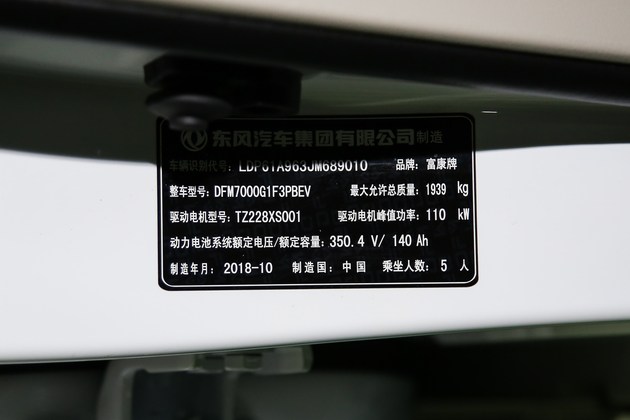 东风汽车集团有限公司制造
车辆识别代号：LDP61A963JM689010 品牌：富康牌
整车型号：DFM7000G1F3PBEV 最大允许总质量：1939 kg
驱动电机型号：TZ228XS001 驱动电机峰值功率：110 kW
动力电池系统额定电压/额定容量：350.4 V/ 140 Ah
制造年月：2018-10 制造国：中国 乘坐人数：5 人